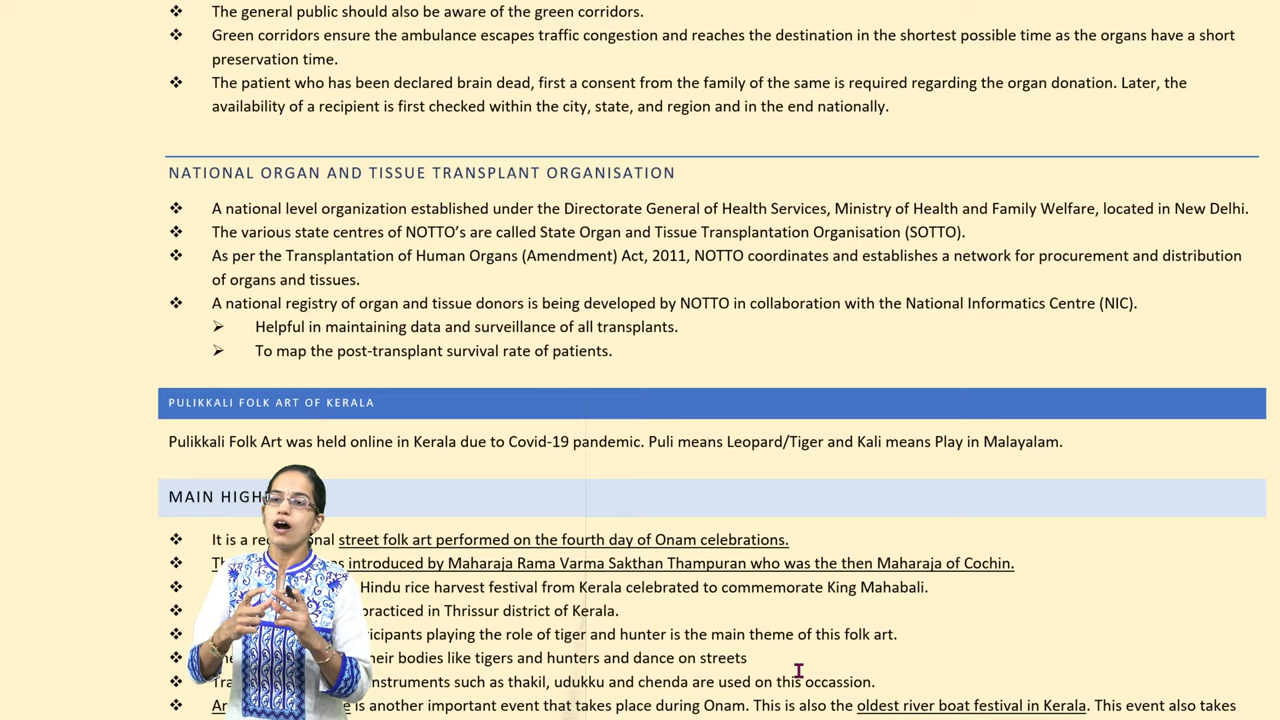 ❖ The general public should also be aware of the green corridors.
❖ Green corridors ensure the ambulance escapes traffic congestion and reaches the destination in the shortest possible time as the organs have a short
preservation time.
❖ The patient who has been declared brain dead, first a consent from the family of the same is required regarding the organ donation. Later, the
availability of a recipient is first checked within the city, state, and region and in the end nationally.
NATIONAL ORGAN AND TISSUE TRANSPLANT ORGANISATION
❖ A national level organization established under the Directorate General of Health Services, Ministry of Health and Family Welfare, located in New Delhi.
❖ The various state centres of NOTTO's are called State Organ and Tissue Transplantation Organisation (SOTTO).
❖ As per the Transplantation of Human Organs (Amendment) Act, 2011, NOTTO coordinates and establishes a network for procurement and distribution
of organs and tissues.
❖ A national registry of organ and tissue donors is being developed by NOTTO in collaboration with the National Informatics Centre (NIC).
➢ Helpful in maintaining data and surveillance of all transplants.
➢ To map the post-transplant survival rate of patients.
PULIKKALI FOLK ART OF KERALA
Pulikkali Folk Art was held online in Kerala due to Covid-19 pandemic. Puli means Leopard/Tiger and Kali means Play in Malayalam.
MAIN
❖ It is a street folk art performed on the fourth day of Onam celebrations.
❖ introduced by Maharaja Rama Varma Sakthan Thampuran who was the then Maharaja of Cochin.
❖ Hindu rice harvest festival from Kerala celebrated to commemorate King Mahabali.
❖ practiced in Thrissur district of Kerala.
❖ playing the role of tiger and hunter is the main theme of this folk art.
❖ their bodies like tigers and hunters and dance on streets
❖ instruments such as thakil, udukku and chenda are used on this occassion.
❖ is another important event that takes place during Onam. This is also the oldest river boat festival in Kerala. This event also takes